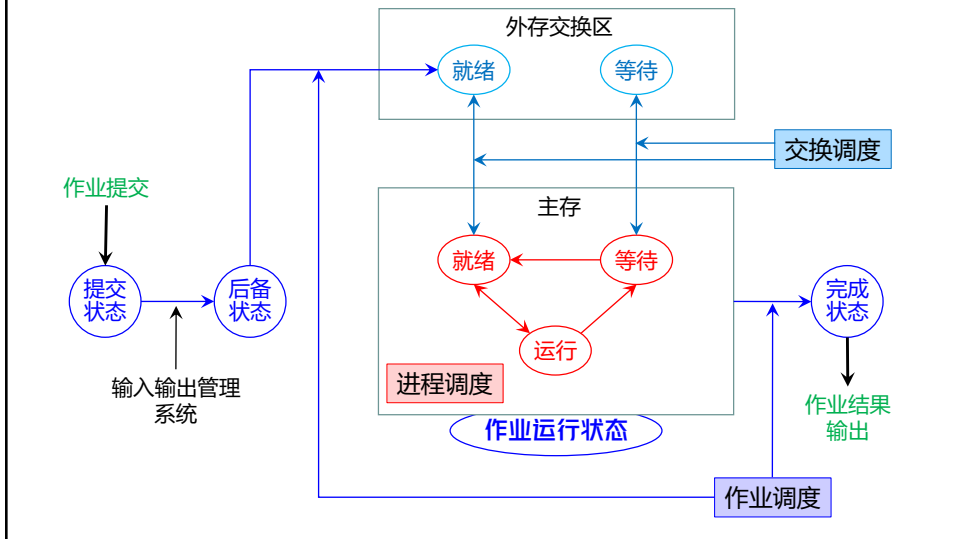 外存交换区
就绪
等待
交换调度
作业提交
主存
就绪
等待
提交
状态
后备
状态
完成
状态
运行
进程调度
输入输出管理
系统
作业运行状态
作业结果
输出
作业调度